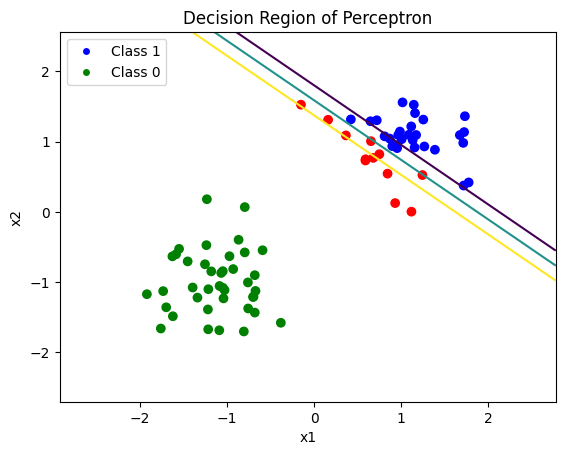 Decision Region of Perceptron
Class 1
Class 0
x2
2
1
0
−1
−2
−2
−1
0
1
2
x1